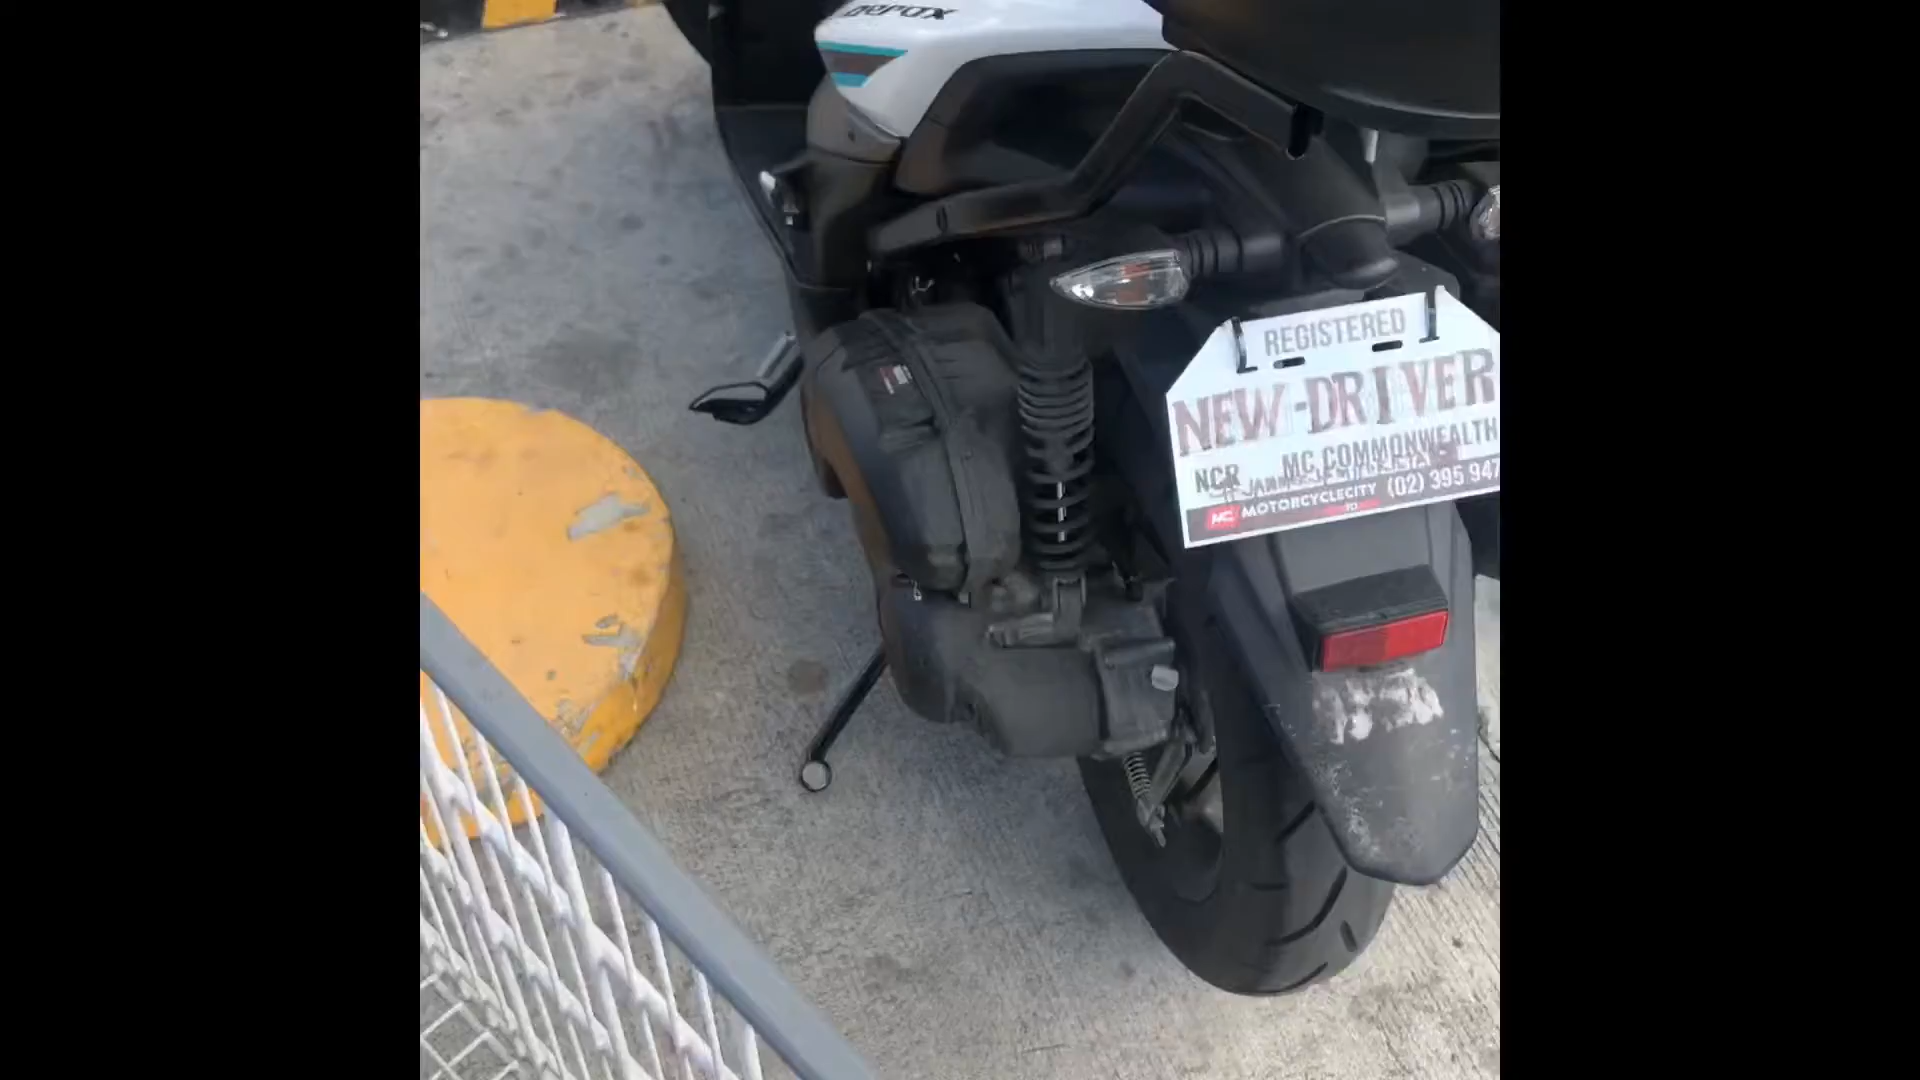 aerox
REGISTERED
NEW-DRIVER
NCR MC COMMONWEALTH
MC MOTORCYCLECITY (02) 395 947